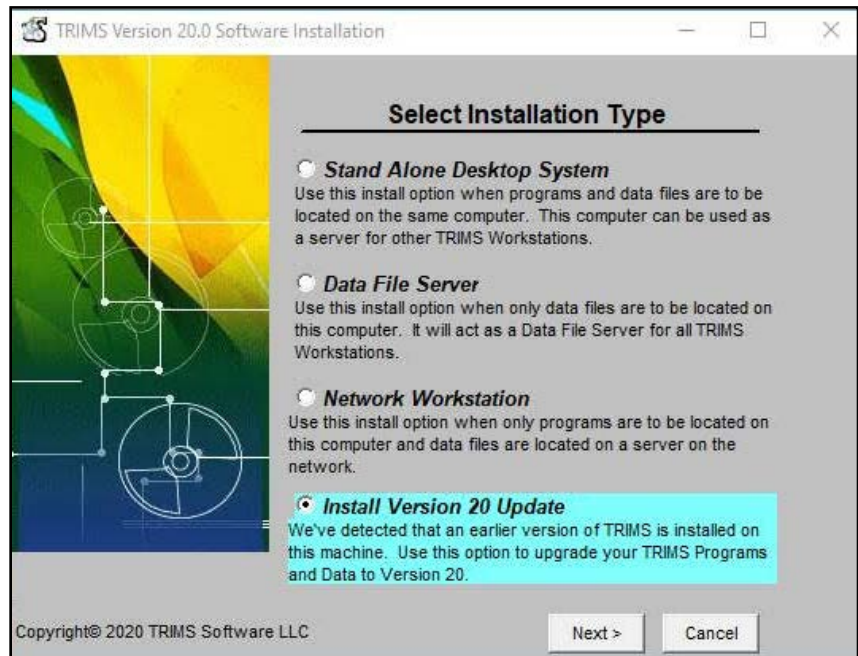 TRIMS Version 20.0 Software Installation
Select Installation Type
Stand Alone Desktop System
Use this install option when programs and data files are to be
located on the same computer. This computer can be used as
a server for other TRIMS Workstations.
Data File Server
Use this install option when only data files are to be located on
this computer. It will act as a Data File Server for all TRIMS
Workstations.
Network Workstation
Use this install option when only programs are to be located on
this computer and data files are located on a server on the
network.
Install Version 20 Update
We've detected that an earlier version of TRIMS is installed on
this machine. Use this option to upgrade your TRIMS Programs
and Data to Version 20.
Copyright© 2020 TRIMS Software LLC
Next >
Cancel